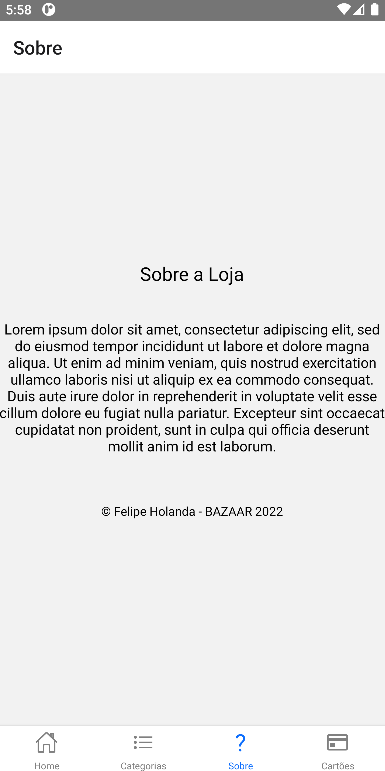 5:58
Sobre
Sobre a Loja
Lorem ipsum dolor sit amet, consectetur adipiscing elit, sed
do eiusmod tempor incididunt ut labore et dolore magna
aliqua. Ut enim ad minim veniam, quis nostrud exercitation
ullamco laboris nisi ut aliquip ex ea commodo consequat.
Duis aute irure dolor in reprehenderit in voluptate velit esse
cillum dolore eu fugiat nulla pariatur. Excepteur sint occaecat
cupidatat non proident, sunt in culpa qui officia deserunt
mollit anim id est laborum.
© Felipe Holanda - BAZAAR 2022
Home
Categorias
Sobre
Cartões